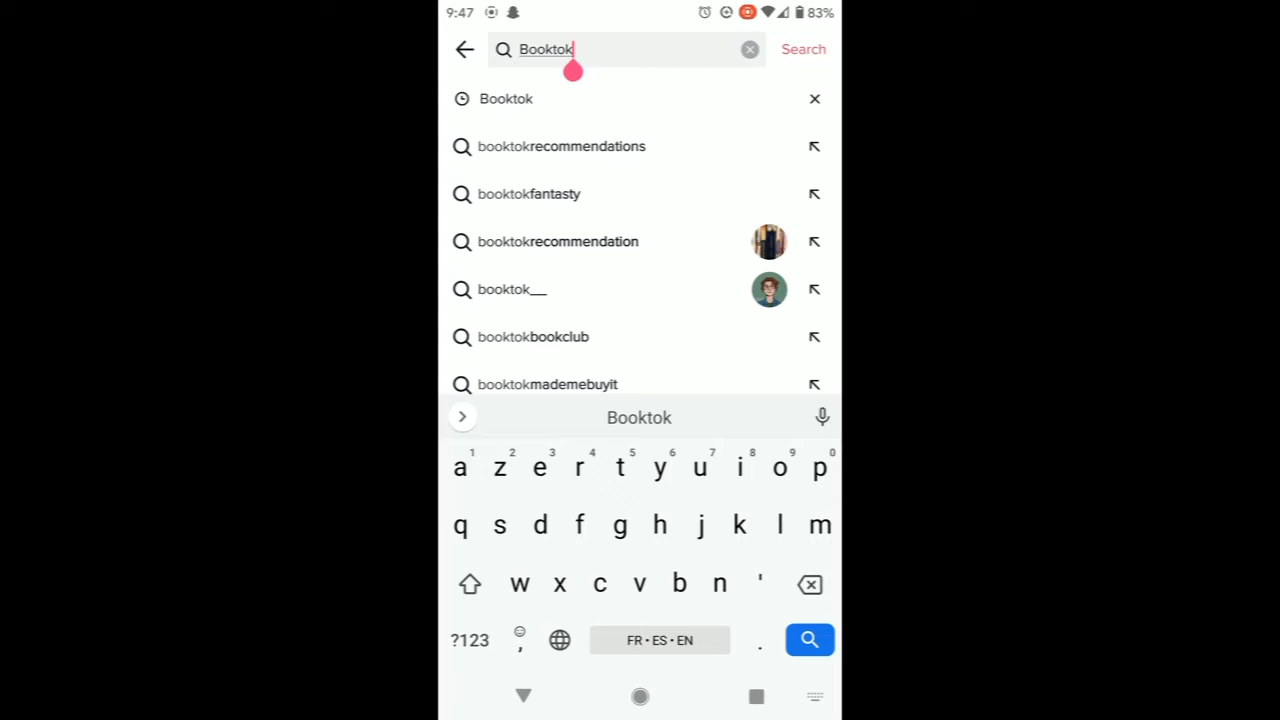 9:47 83%
Booktok Search
Booktok
booktokrecommendations
booktokfantasty
booktokrecommendation
booktok__
booktokbookclub
booktokmademebuyit
Booktok
1 2 3 4 5 6 7 8 9 0
a z e r t y u i o p
q s d f g h j k l m
w x c v b n '
?123 , FR • ES • EN .